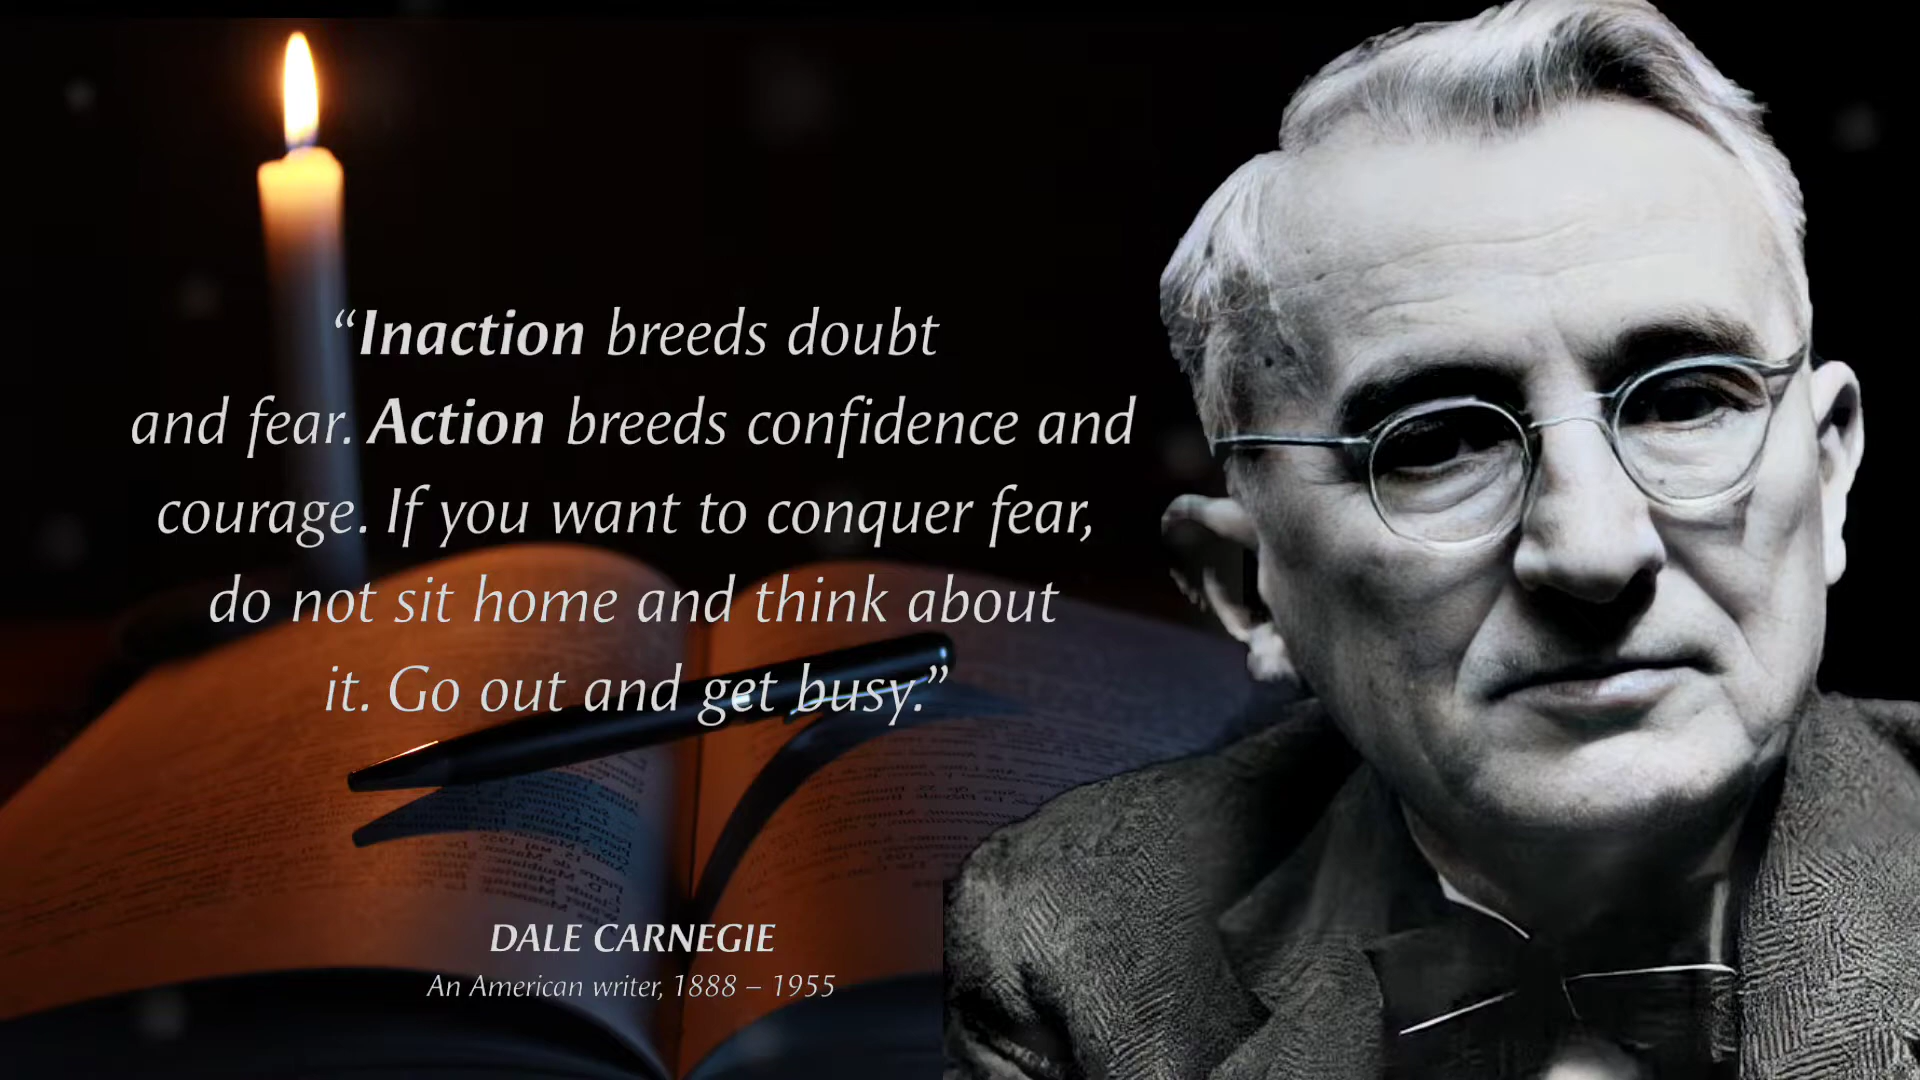 “Inaction breeds doubt
and fear. Action breeds confidence and
courage. If you want to conquer fear,
do not sit home and think about
it. Go out and get busy.”
DALE CARNEGIE
An American writer, 1888 – 1955